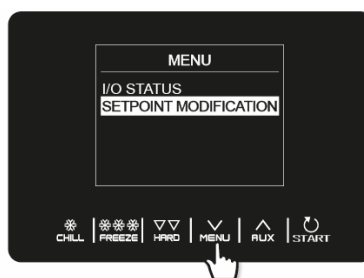 MENU
I/O STATUS
SETPOINT MODIFICATION
CHILL FREEZE HARD MENU AUX START